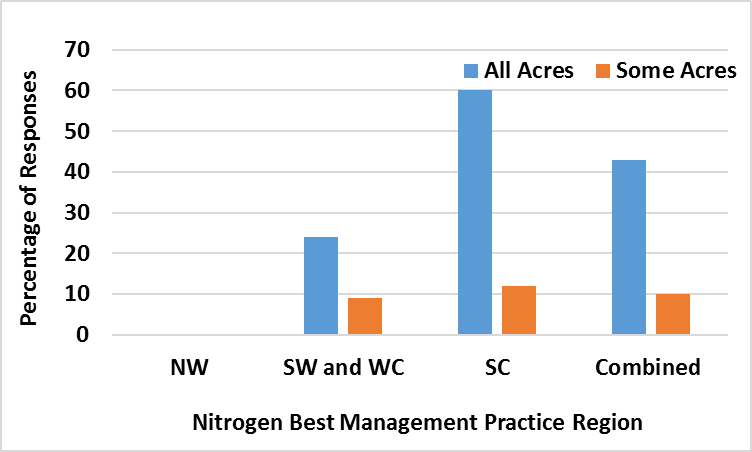 Percentage of Responses
70
60
50
40
30
20
10
0
All Acres
Some Acres
NW
SW and WC
SC
Combined
Nitrogen Best Management Practice Region